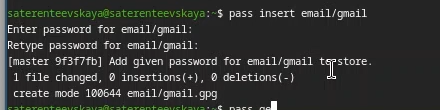 saterenteevskaya@saterenteevskaya:~$ pass insert email/gmail
Enter password for email/gmail:
Retype password for email/gmail:
[master 9f3f7fb] Add given password for email/gmail to store.
1 file changed, 0 insertions(+), 0 deletions(-)
create mode 100644 email/gmail.gpg
saterenteevskaya@saterenteevskaya:~$ pass ge